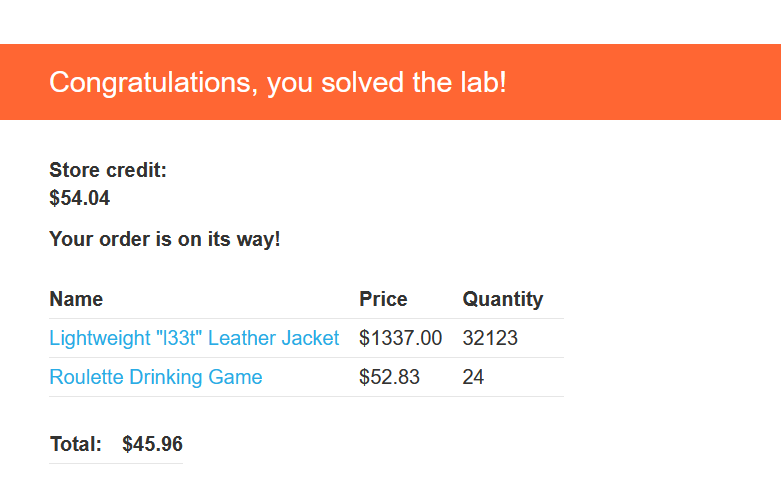 Congratulations, you solved the lab!
Store credit:
$54.04
Your order is on its way!
Name Price Quantity
Lightweight "l33t" Leather Jacket $1337.00 32123
Roulette Drinking Game $52.83 24
Total: $45.96